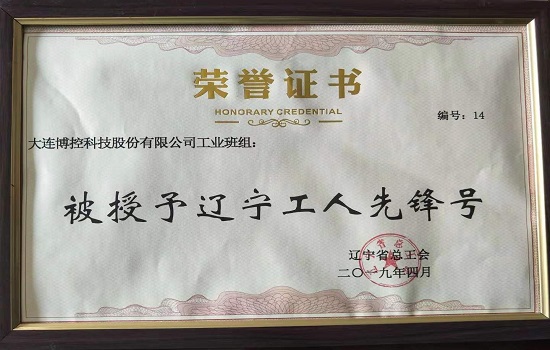 荣誉证书
HONORARY CREDENTIAL
编号：14
大连博控科技股份有限公司工业班组：
被授予辽宁工人先锋号
辽宁省总工会
二〇一九年四月